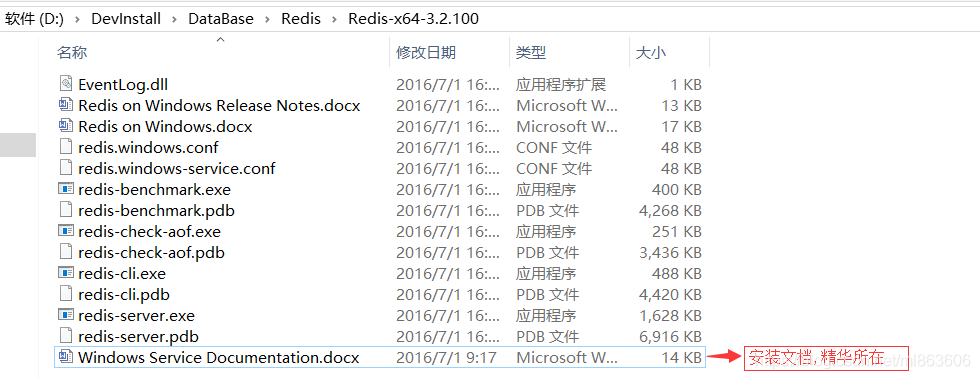 软件 (D:) › DevInstall › DataBase › Redis › Redis-x64-3.2.100
名称 修改日期 类型 大小
EventLog.dll 2016/7/1 16:... 应用程序扩展 1 KB
Redis on Windows Release Notes.docx 2016/7/1 16:... Microsoft W... 13 KB
Redis on Windows.docx 2016/7/1 16:... Microsoft W... 17 KB
redis.windows.conf 2016/7/1 16:... CONF 文件 48 KB
redis.windows-service.conf 2016/7/1 16:... CONF 文件 48 KB
redis-benchmark.exe 2016/7/1 16:... 应用程序 400 KB
redis-benchmark.pdb 2016/7/1 16:... PDB 文件 4,268 KB
redis-check-aof.exe 2016/7/1 16:... 应用程序 251 KB
redis-check-aof.pdb 2016/7/1 16:... PDB 文件 3,436 KB
redis-cli.exe 2016/7/1 16:... 应用程序 488 KB
redis-cli.pdb 2016/7/1 16:... PDB 文件 4,420 KB
redis-server.exe 2016/7/1 16:... 应用程序 1,628 KB
redis-server.pdb 2016/7/1 16:... PDB 文件 6,916 KB
Windows Service Documentation.docx 2016/7/1 9:17 Microsoft W... 14 KB 安装文档, 精华所在